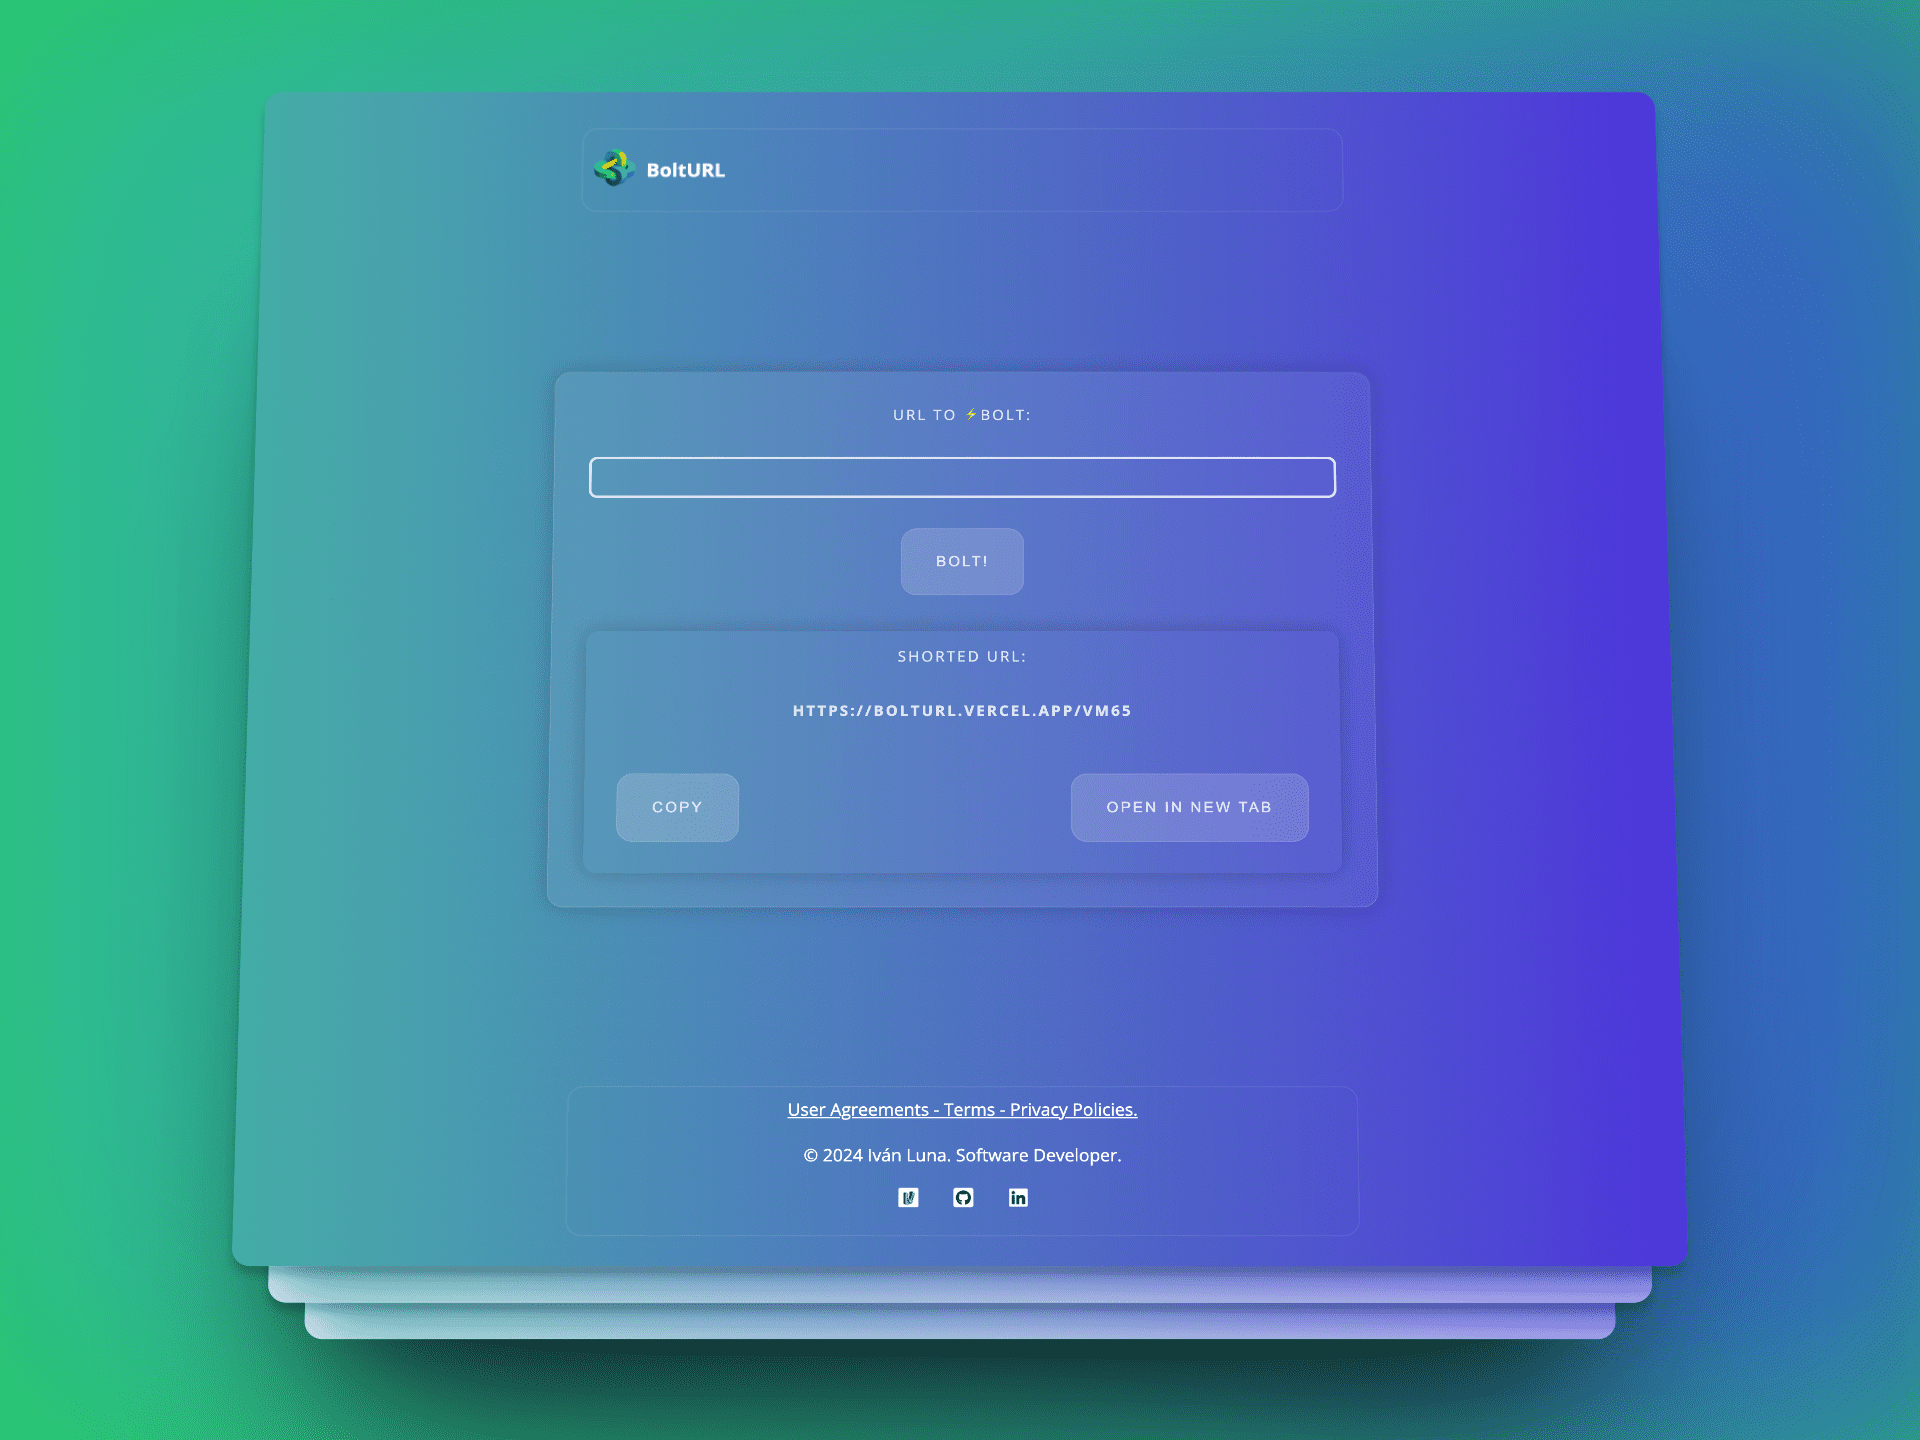 BoltURL
URL TO ⚡BOLT:
BOLT!
SHORTED URL:
HTTPS://BOLTURL.VERCEL.APP/VM65
COPY
OPEN IN NEW TAB
User Agreements - Terms - Privacy Policies.
© 2024 Iván Luna. Software Developer.
in